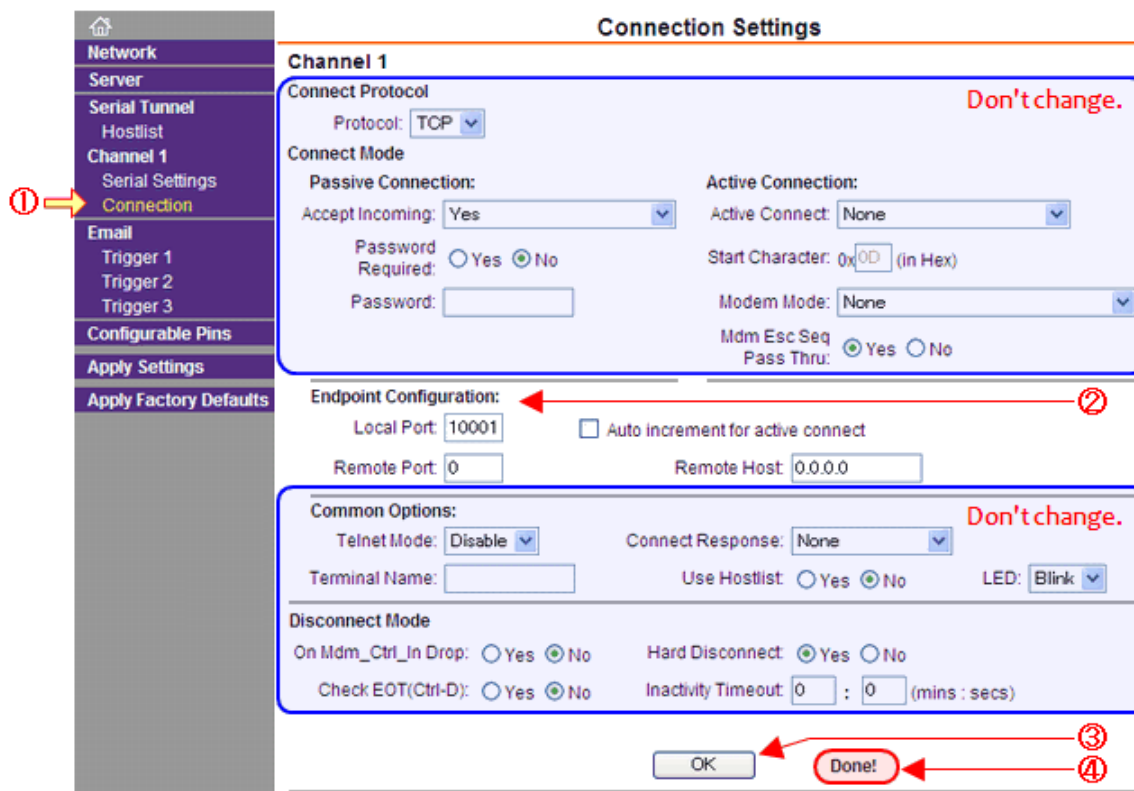 Connection Settings
Network
Server
Serial Tunnel
Hostlist
Channel 1
Serial Settings
① Connection
Email
Trigger 1
Trigger 2
Trigger 3
Configurable Pins
Apply Settings
Apply Factory Defaults
Channel 1
Connect Protocol
Don't change.
Protocol: TCP
Connect Mode
Passive Connection: Active Connection:
Accept Incoming: Yes Active Connect: None
Password Required: Yes No Start Character: 0x 0D (in Hex)
Password: Modem Mode: None
Mdm Esc Seq Pass Thru: Yes No
Endpoint Configuration: ②
Local Port: 10001 Auto increment for active connect
Remote Port: 0 Remote Host: 0.0.0.0
Common Options: Don't change.
Telnet Mode: Disable Connect Response: None
Terminal Name: Use Hostlist: Yes No LED: Blink
Disconnect Mode
On Mdm_Ctrl_In Drop: Yes No Hard Disconnect: Yes No
Check EOT(Ctrl-D): Yes No Inactivity Timeout: 0 : 0 (mins : secs)
③
OK Done! ④